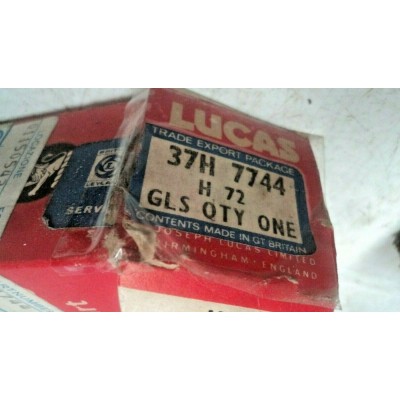 LUCAS
TRADE EXPORT PACKAGE
37H 7744
H 72
GLS QTY ONE
CONTENTS MADE IN GT BRITAIN
JOSEPH LUCAS LIMITED
BIRMINGHAM · ENGLAND
SERV